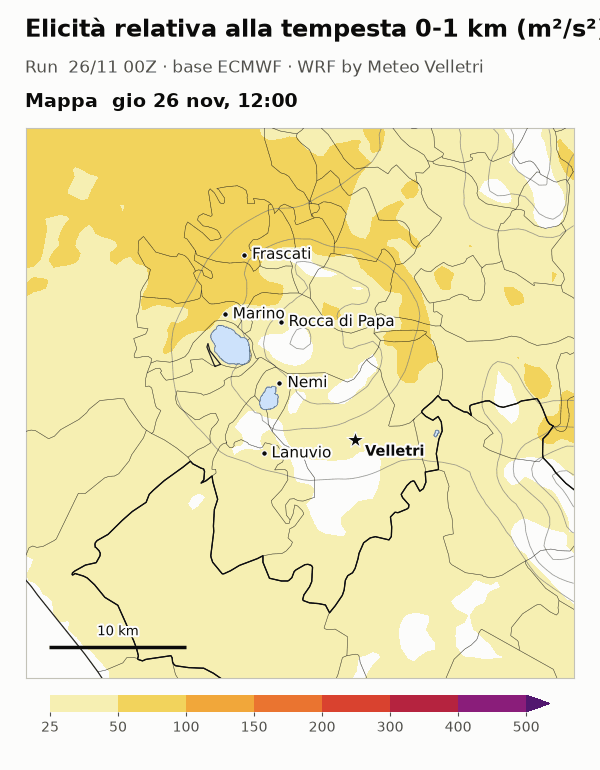 Elicità relativa alla tempesta 0-1 km (m²/s²)
Run  26/11 00Z · base ECMWF · WRF by Meteo Velletri
Mappa  gio 26 nov, 12:00
Frascati
Marino
Rocca di Papa
Nemi
Velletri
Lanuvio
10 km
25 50 100 150 200 300 400 500